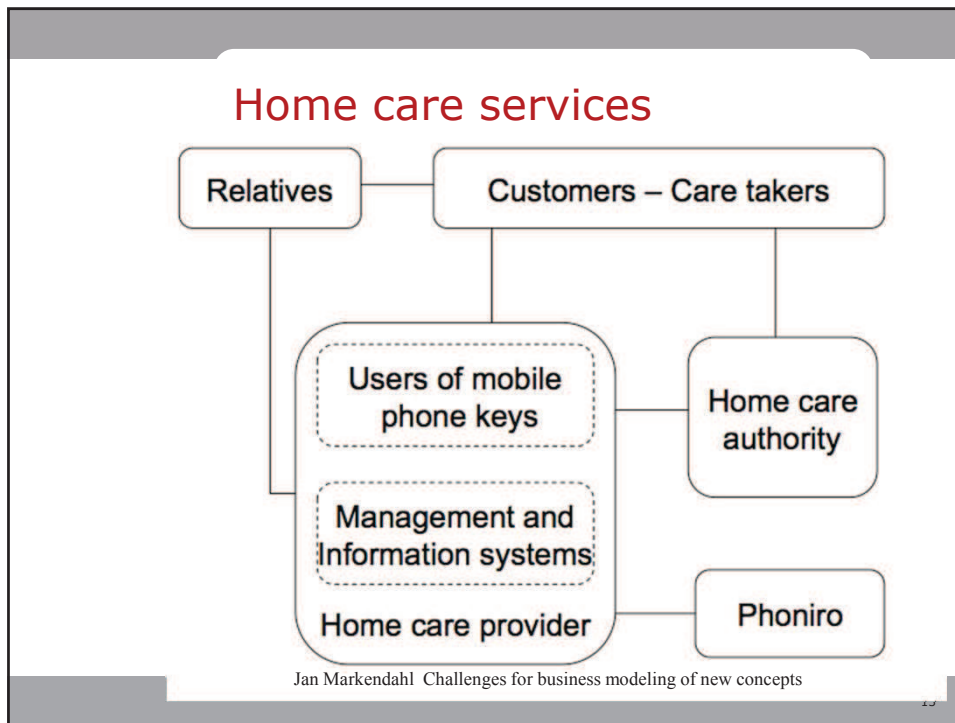 Home care services
Relatives
Customers – Care takers
Users of mobile
phone keys
Home care
authority
Management and
Information systems
Home care provider
Phoniro
Jan Markendahl Challenges for business modeling of new concepts